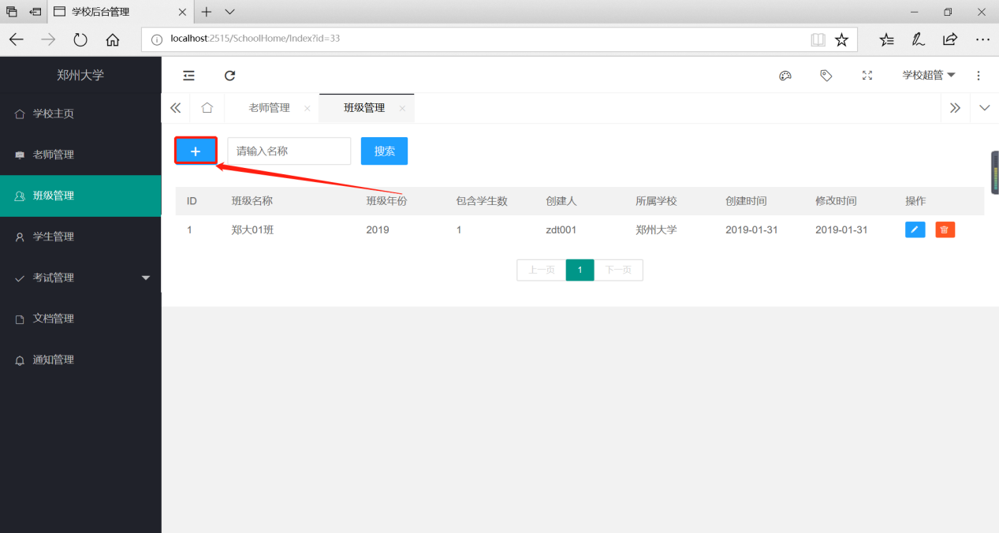 学校后台管理
localhost:2515/SchoolHome/Index?id=33
郑州大学
学校超管
学校主页
老师管理
班级管理
学生管理
考试管理
文档管理
通知管理
老师管理 班级管理
请输入名称 搜索
ID 班级名称 班级年份 包含学生数 创建人 所属学校 创建时间 修改时间 操作
1 郑大01班 2019 1 zdt001 郑州大学 2019-01-31 2019-01-31
上一页 1 下一页